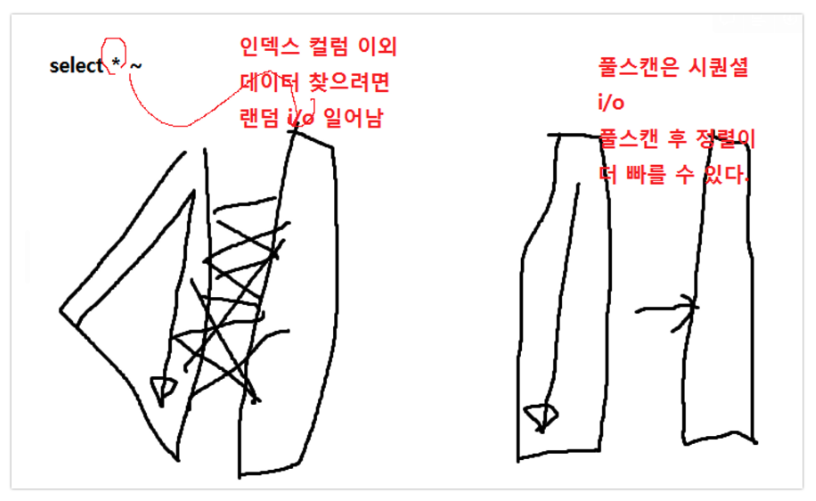 select * ~
인덱스 컬럼 이외
데이터 찾으려면
랜덤 i/o 일어남
풀스캔은 시퀀셜
i/o
풀스캔 후 정렬이
더 빠를 수 있다.